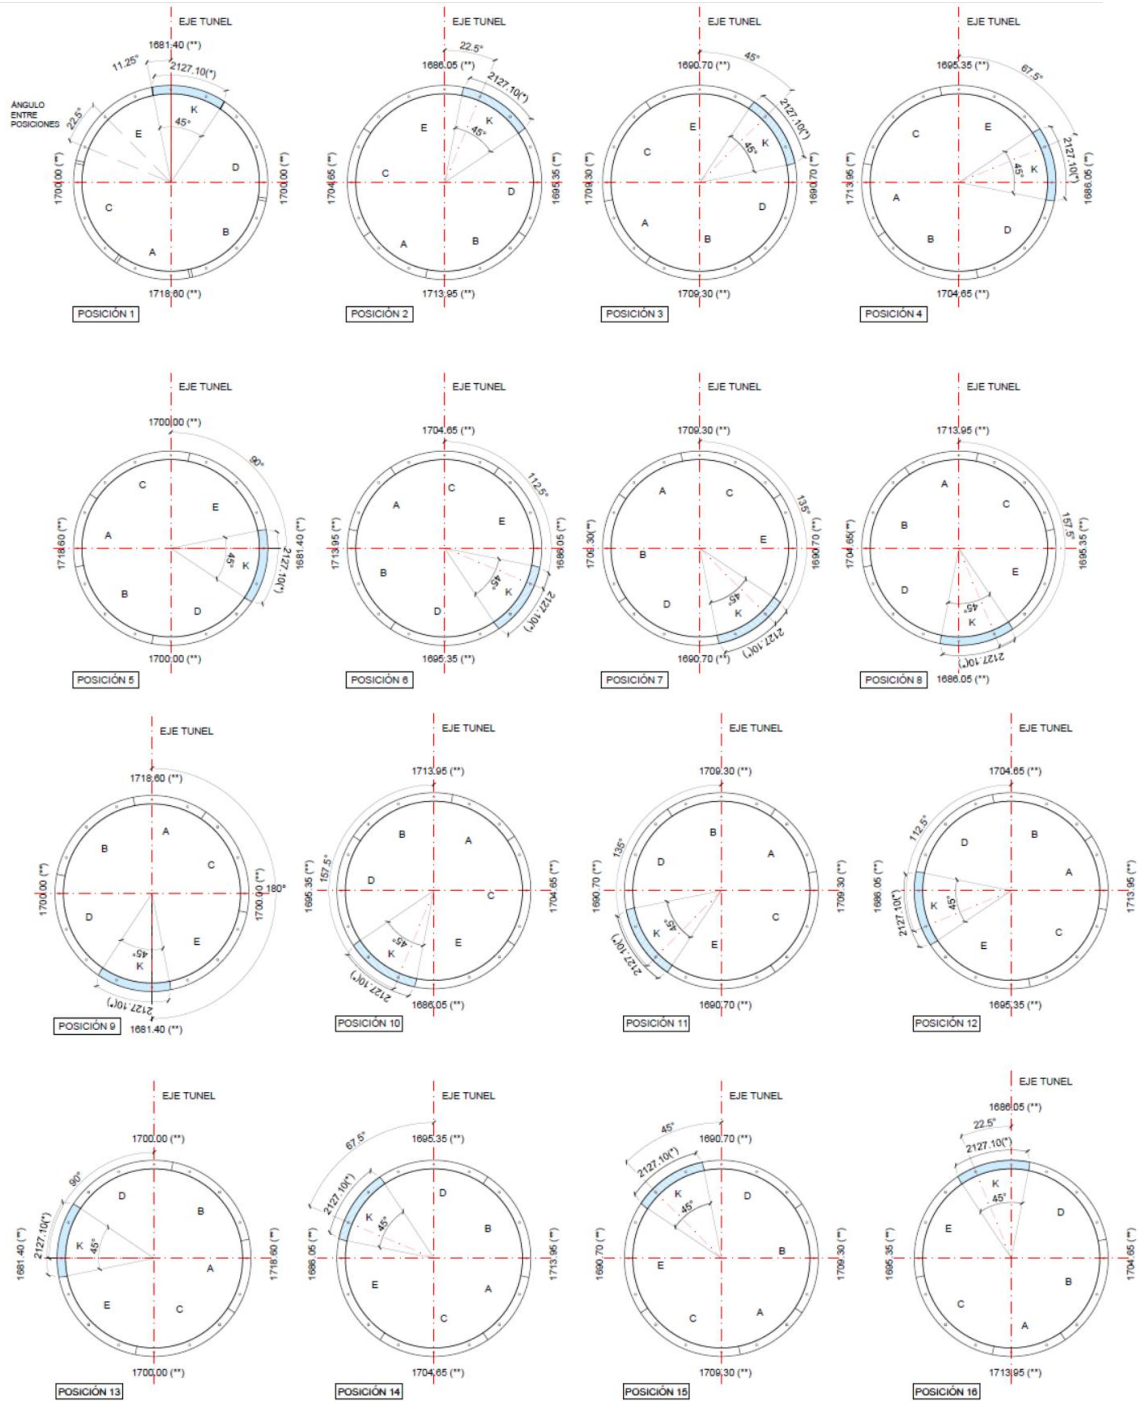 EJE TUNEL
1681.40 (**)
11.25°
2127.10(*)
ÁNGULO
ENTRE
POSICIONES
22.5°
K
45°
E
D
C
B
A
1700.00 (**)
1700.00 (**)
1718.60 (**)
POSICIÓN 1
EJE TUNEL
22.5°
1686.05 (**)
2127.10(*)
K
E
45°
C
D
A
B
1704.65 (**)
1695.35 (**)
1713.95 (**)
POSICIÓN 2
EJE TUNEL
45°
1690.70 (**)
2127.10(*)
E
K
C
45°
D
A
B
1709.30 (**)
1690.70 (**)
1709.30 (**)
POSICIÓN 3
EJE TUNEL
1695.35 (**)
67.5°
2127.10(*)
C
E
K
45°
A
D
B
1713.95 (**)
1686.05 (**)
1704.65 (**)
POSICIÓN 4
EJE TUNEL
1700.00 (**)
90°
C
E
A
K
45°
B
D
1718.60 (**)
1681.40 (**)
2127.10(*)
1700.00 (**)
POSICIÓN 5
EJE TUNEL
1704.65 (**)
112.5°
C
A
E
B
45°
K
D
1713.95 (**)
1686.05 (**)
2127.10(*)
1695.35 (**)
POSICIÓN 6
EJE TUNEL
1709.30 (**)
135°
A
C
E
B
45°
D
K
1709.30(**)
1690.70 (**)
2127.10(*)
1690.70 (**)
POSICIÓN 7
EJE TUNEL
1713.95 (**)
157.5°
A
C
B
E
D
45°
K
1704.65(**)
1695.35 (**)
2127.10(*)
1686.05 (**)
POSICIÓN 8
EJE TUNEL
1718.60 (**)
A
B
C
180°
D
E
45°
K
1700.00 (**)
1700.00 (**)
2127.10(*)
1681.40 (**)
POSICIÓN 9
EJE TUNEL
1713.95 (**)
157.5°
B
A
D
C
E
45°
K
1695.35 (**)
1704.65 (**)
2127.10(*)
1686.05 (**)
POSICIÓN 10
EJE TUNEL
1709.30 (**)
135°
B
A
D
C
45°
K
E
1690.70 (**)
1709.30 (**)
2127.10(*)
1690.70 (**)
POSICIÓN 11
EJE TUNEL
1704.65 (**)
112.5°
D
B
A
K
45°
C
E
1686.05 (**)
1713.95 (**)
2127.10(*)
1695.35 (**)
POSICIÓN 12
EJE TUNEL
1700.00 (**)
90°
D
B
K
45°
A
E
C
1681.40 (**)
2127.10(*)
1718.60 (**)
1700.00 (**)
POSICIÓN 13
EJE TUNEL
1695.35 (**)
67.5°
2127.10(*)
D
K
45°
B
E
A
C
1686.05 (**)
1713.95 (**)
1704.65 (**)
POSICIÓN 14
EJE TUNEL
45°
1690.70 (**)
2127.10(*)
K
D
45°
B
E
A
C
1690.70 (**)
1709.30 (**)
1709.30 (**)
POSICIÓN 15
EJE TUNEL
1686.05 (**)
22.5°
2127.10(*)
K
45°
D
E
B
C
A
1695.35 (**)
1704.65 (**)
1713.95 (**)
POSICIÓN 16